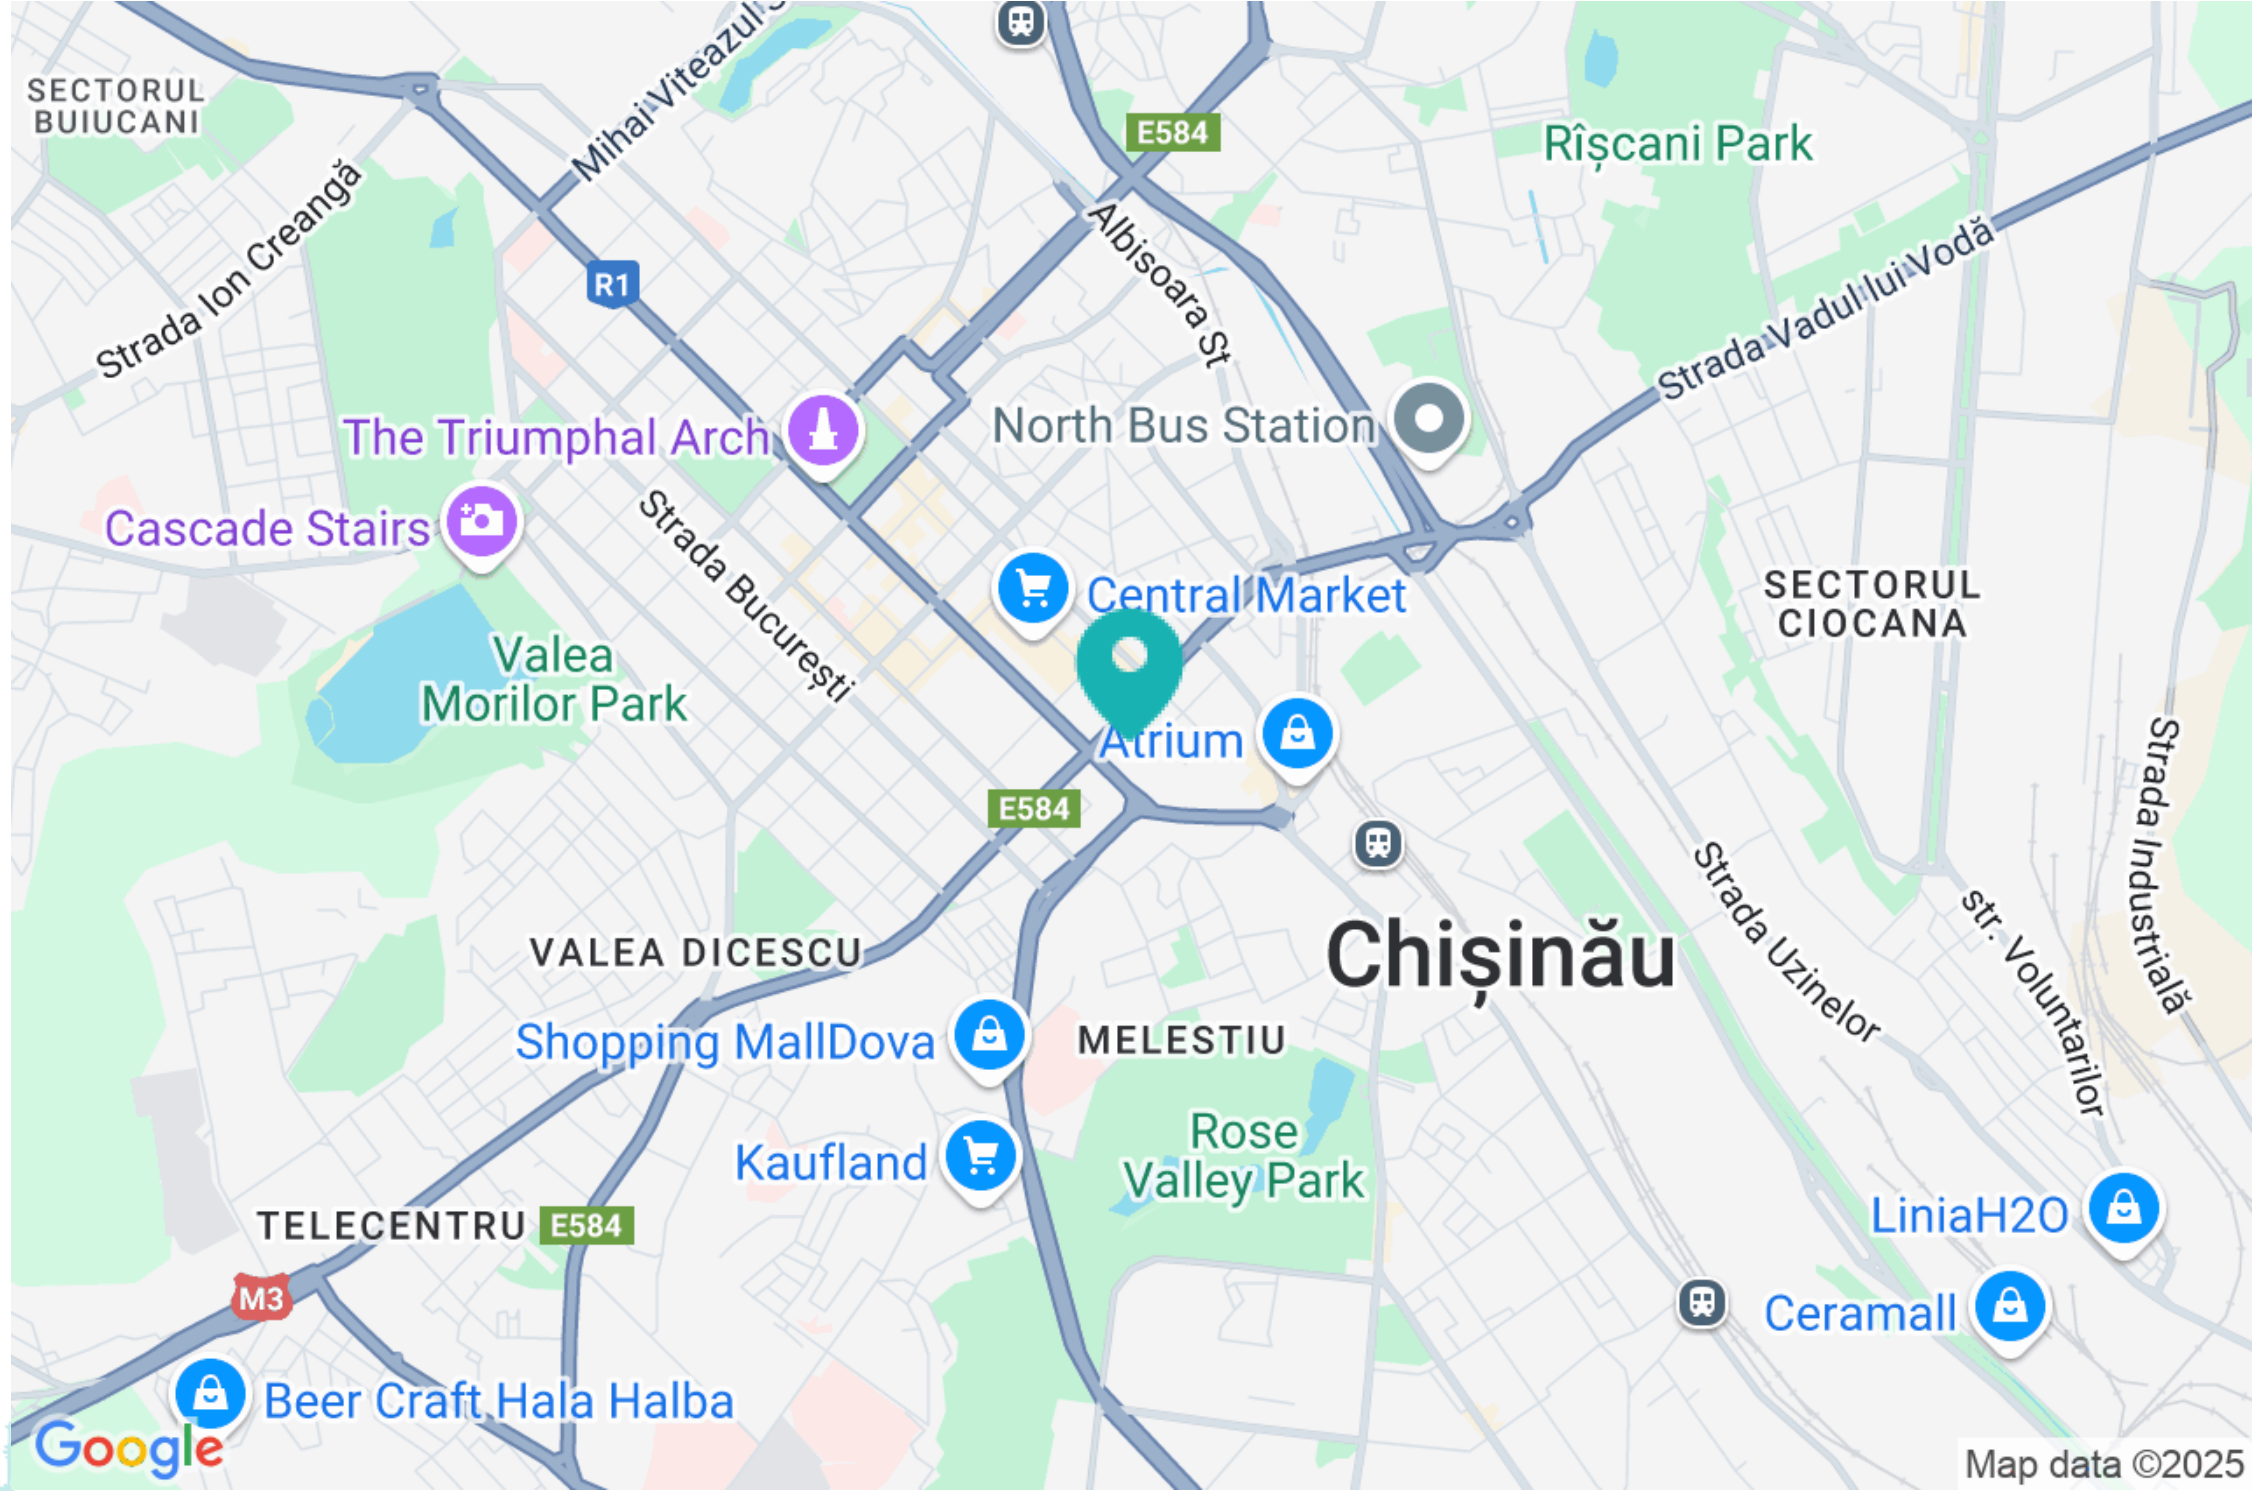 SECTORUL
BUIUCANI
Mihai Viteazul S
E584
Rîșcani Park
Strada Ion Creangă
Albisoara St
Strada Vadul lui Vodă
R1
The Triumphal Arch
North Bus Station
Cascade Stairs
Strada București
Central Market
SECTORUL
CIOCANA
Valea
Morilor Park
Atrium
E584
Strada Industrială
Strada Uzinelor
str. Voluntarilor
VALEA DICESCU
Chișinău
Shopping MallDova
MELESTIU
Rose
Valley Park
Kaufland
TELECENTRU
E584
LiniaH2O
M3
Ceramall
Beer Craft Hala Halba
Google
Map data ©2025